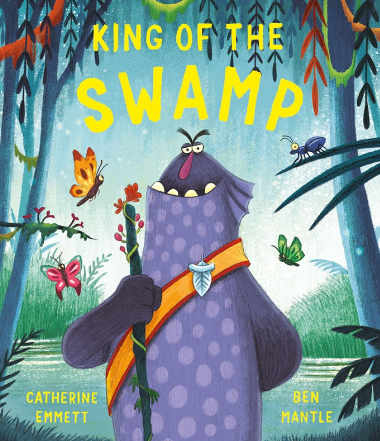 KING OF THE
SWAMP
CATHERINE
EMMETT
BEN
MANTLE